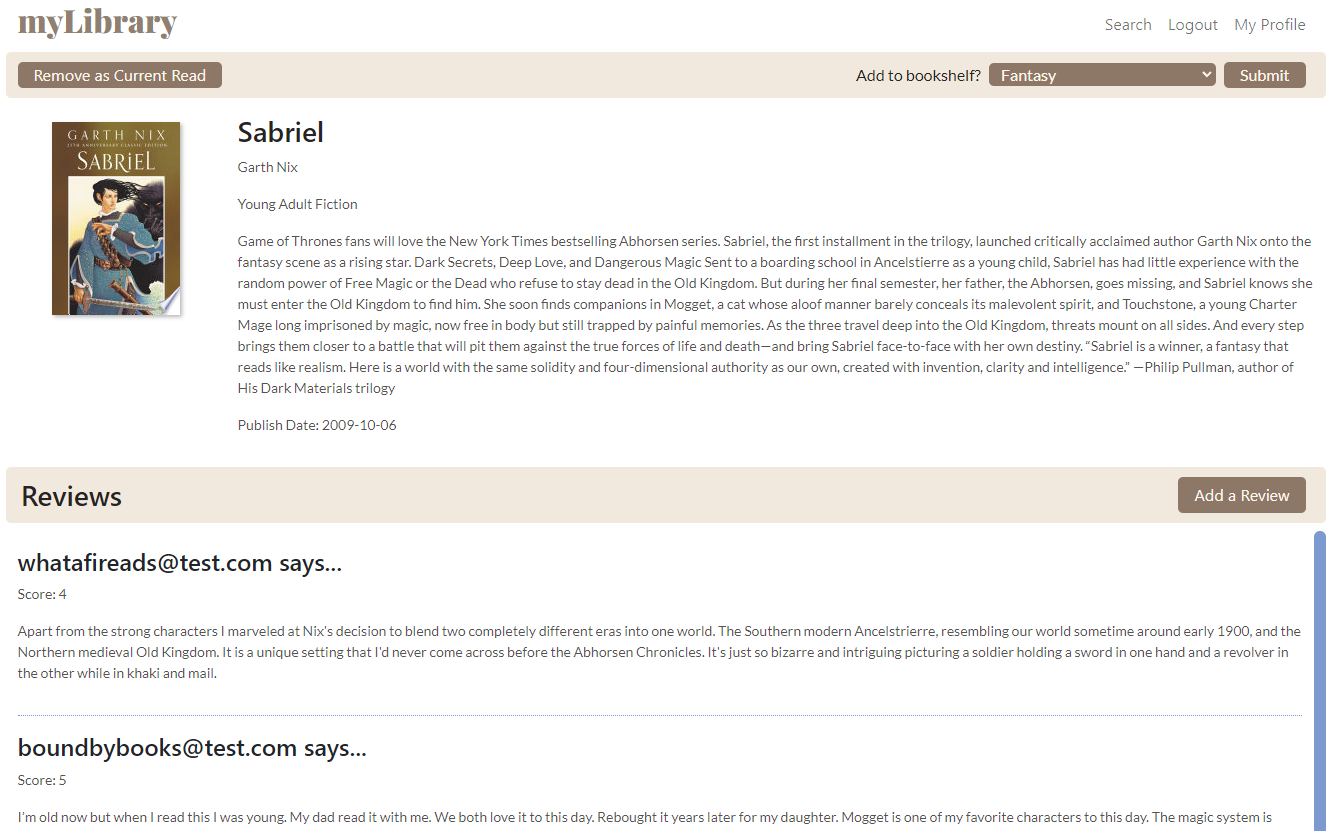 myLibrary
Search Logout My Profile
Remove as Current Read
Add to bookshelf? Fantasy Submit
GARTH NIX
25TH ANNIVERSARY CLASSIC EDITION
SABRIEL
Sabriel
Garth Nix
Young Adult Fiction
Game of Thrones fans will love the New York Times bestselling Abhorsen series. Sabriel, the first installment in the trilogy, launched critically acclaimed author Garth Nix onto the
fantasy scene as a rising star. Dark Secrets, Deep Love, and Dangerous Magic Sent to a boarding school in Ancelstierre as a young child, Sabriel has had little experience with the
random power of Free Magic or the Dead who refuse to stay dead in the Old Kingdom. But during her final semester, her father, the Abhorsen, goes missing, and Sabriel knows she
must enter the Old Kingdom to find him. She soon finds companions in Mogget, a cat whose aloof manner barely conceals its malevolent spirit, and Touchstone, a young Charter
Mage long imprisoned by magic, now free in body but still trapped by painful memories. As the three travel deep into the Old Kingdom, threats mount on all sides. And every step
brings them closer to a battle that will pit them against the true forces of life and death—and bring Sabriel face-to-face with her own destiny. “Sabriel is a winner, a fantasy that
reads like realism. Here is a world with the same solidity and four-dimensional authority as our own, created with invention, clarity and intelligence.” —Philip Pullman, author of
His Dark Materials trilogy
Publish Date: 2009-10-06
Reviews
Add a Review
whatafireads@test.com says...
Score: 4
Apart from the strong characters I marveled at Nix's decision to blend two completely different eras into one world. The Southern modern Ancelstrierre, resembling our world sometime around early 1900, and the
Northern medieval Old Kingdom. It is a unique setting that I'd never come across before the Abhorsen Chronicles. It's just so bizarre and intriguing picturing a soldier holding a sword in one hand and a revolver in
the other while in khaki and mail.
boundbybooks@test.com says...
Score: 5
I'm old now but when I read this I was young. My dad read it with me. We both love it to this day. Rebought it years later for my daughter. Mogget is one of my favorite characters to this day. The magic system is